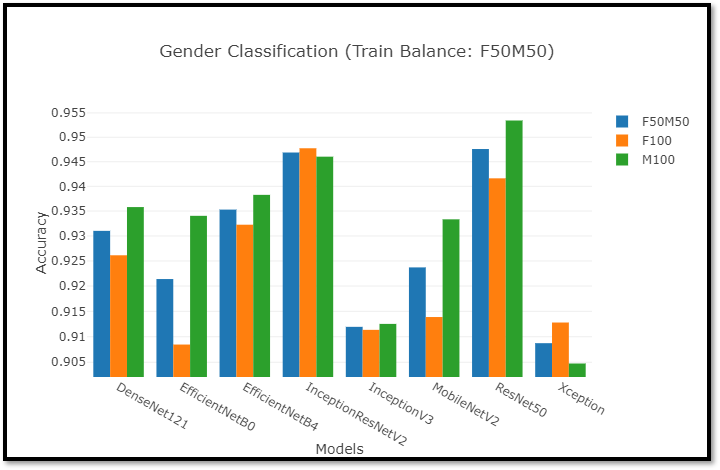 Gender Classification (Train Balance: F50M50)
0.955
0.95
0.945
0.94
0.935
0.93
0.925
0.92
0.915
0.91
0.905
Accuracy
F50M50
F100
M100
DenseNet121
EfficientNetB0
EfficientNetB4
InceptionResNetV2
InceptionV3
MobileNetV2
ResNet50
Xception
Models